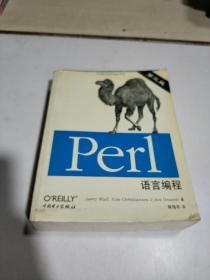 第三版
Perl
语言编程
O'REILLY
Larry Wall, Tom Christiansen & Jon Orwant 著
中国电力出版社